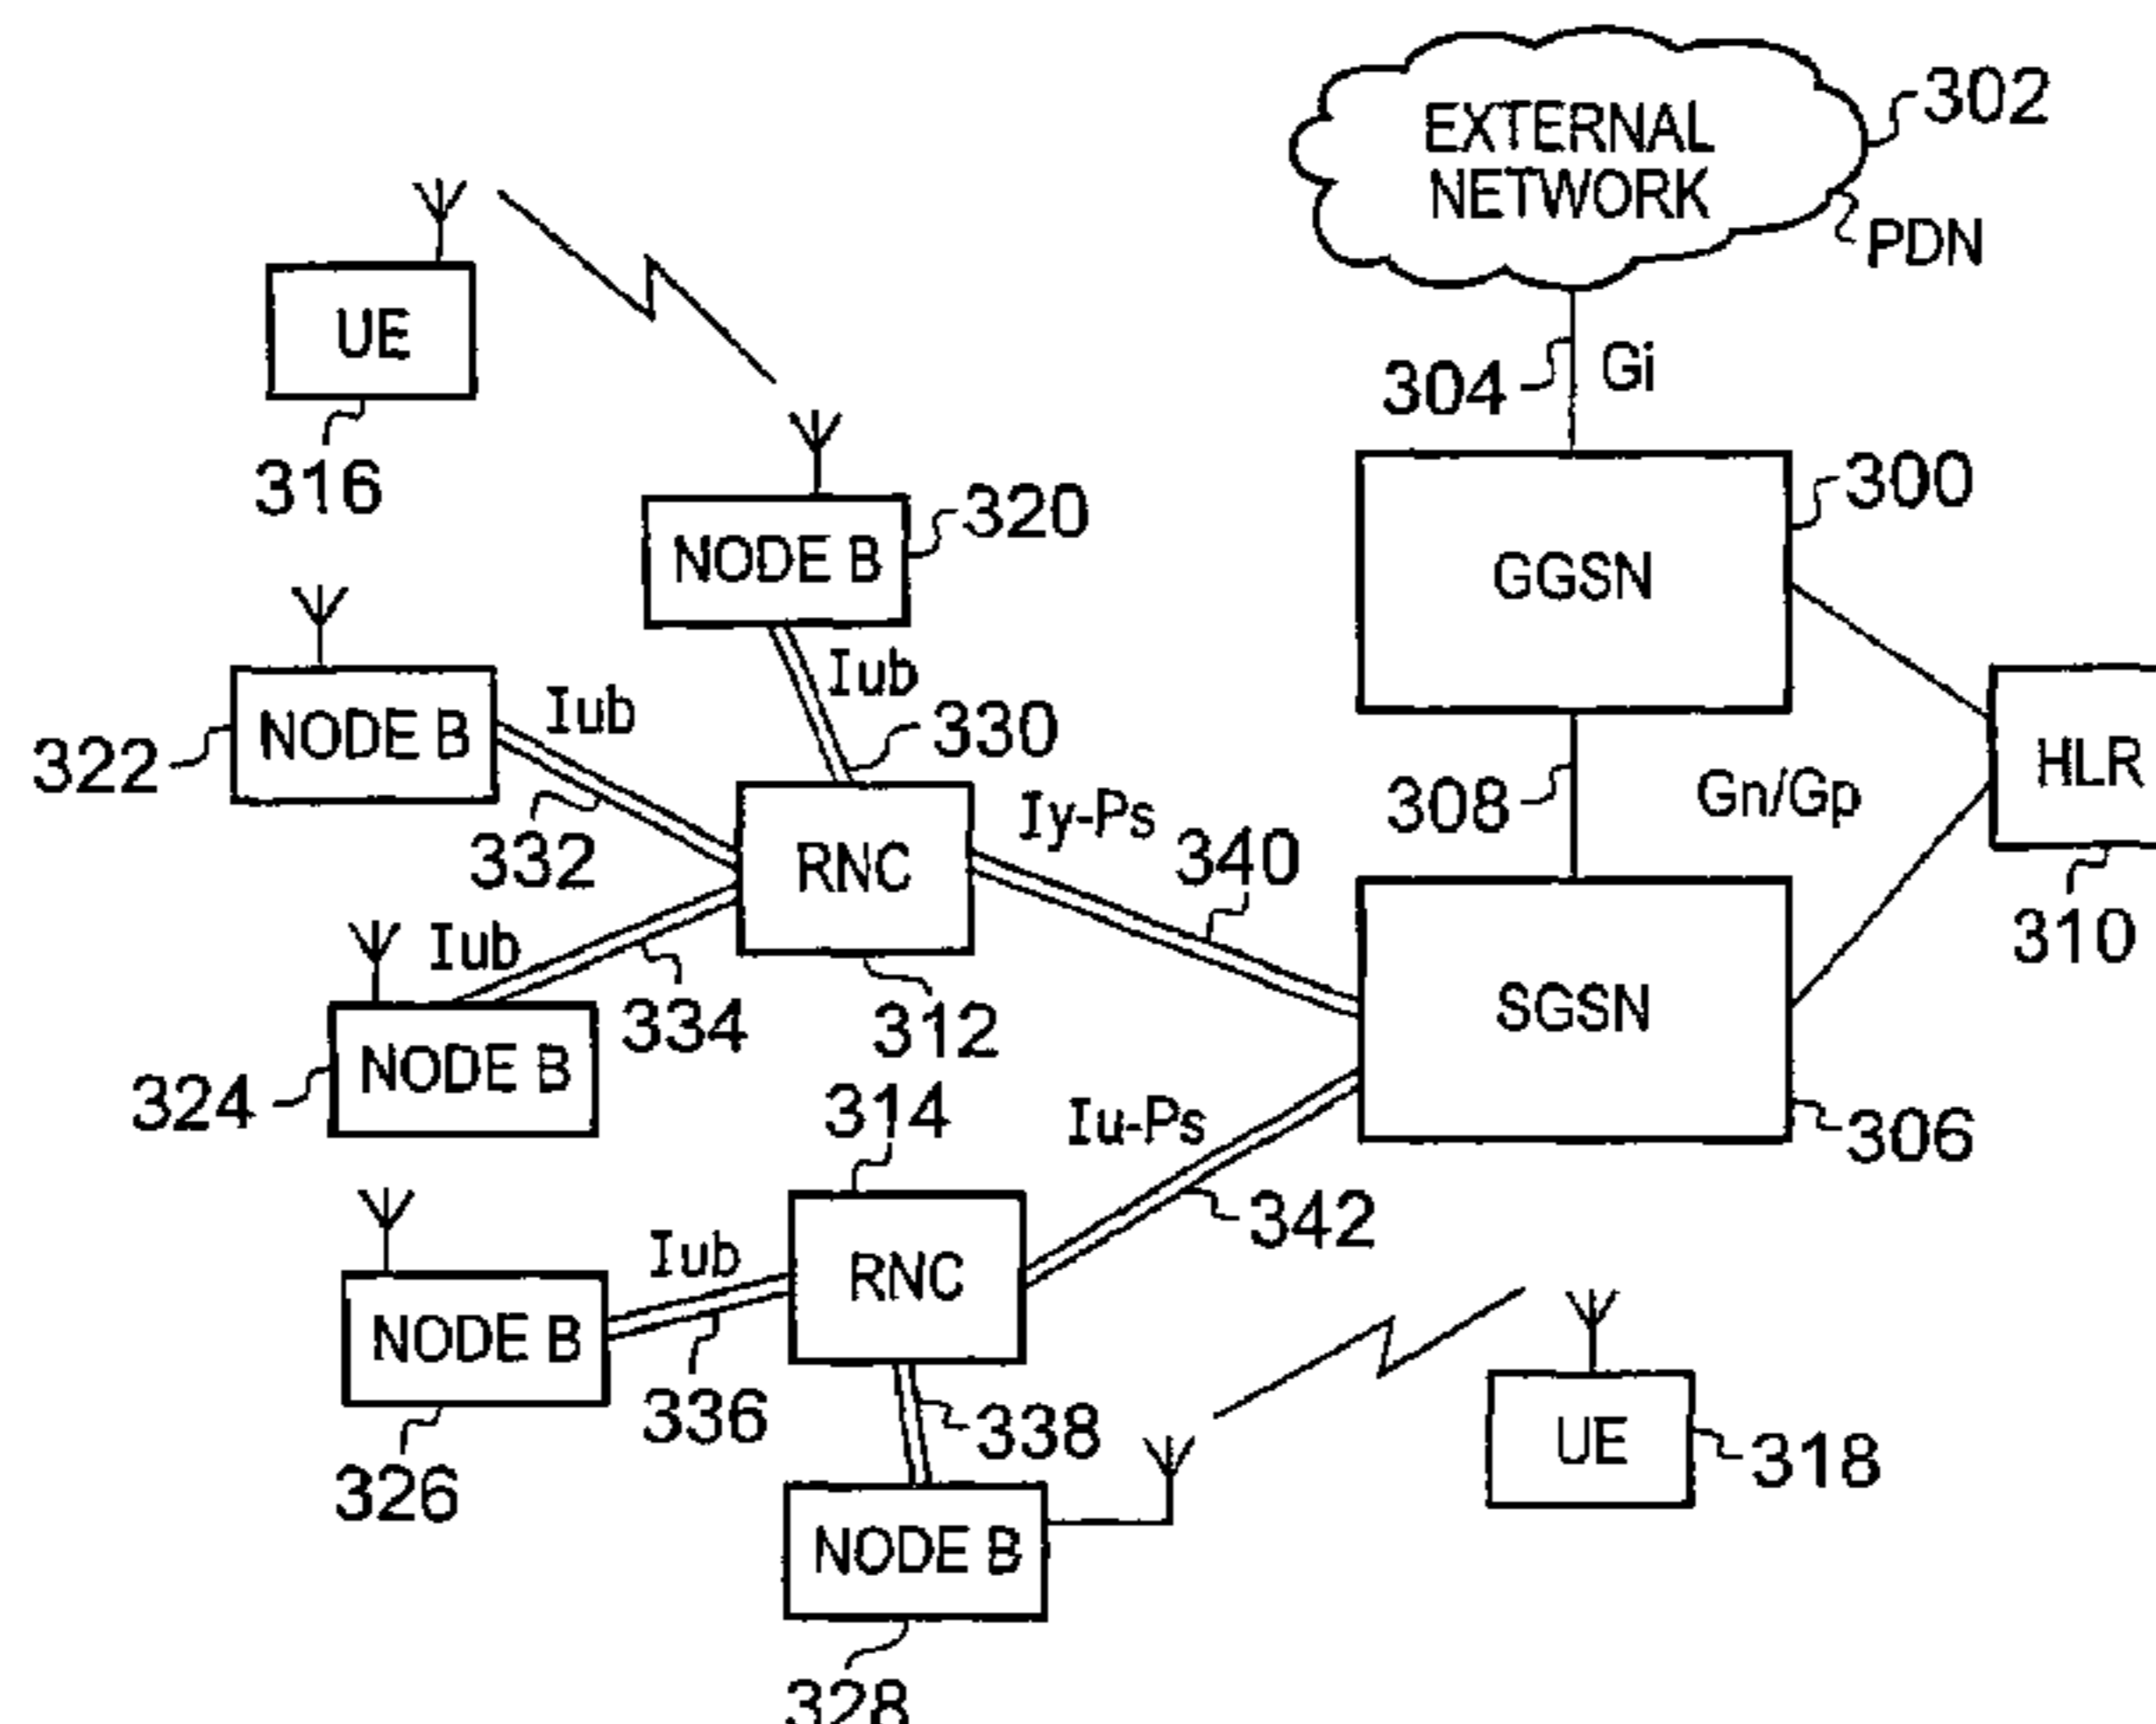 EXTERNAL
NETWORK
302
PDN
304
Gi
UE
316
300
GGSN
NODE B
320
Iub
330
NODE B
322
Iub
332
308
Gn/Gp
HLR
310
RNC
312
Iy-Ps
340
Iub
334
NODE B
324
SGSN
306
314
Iu-Ps
342
RNC
Iub
336
NODE B
326
338
UE
318
NODE B
328